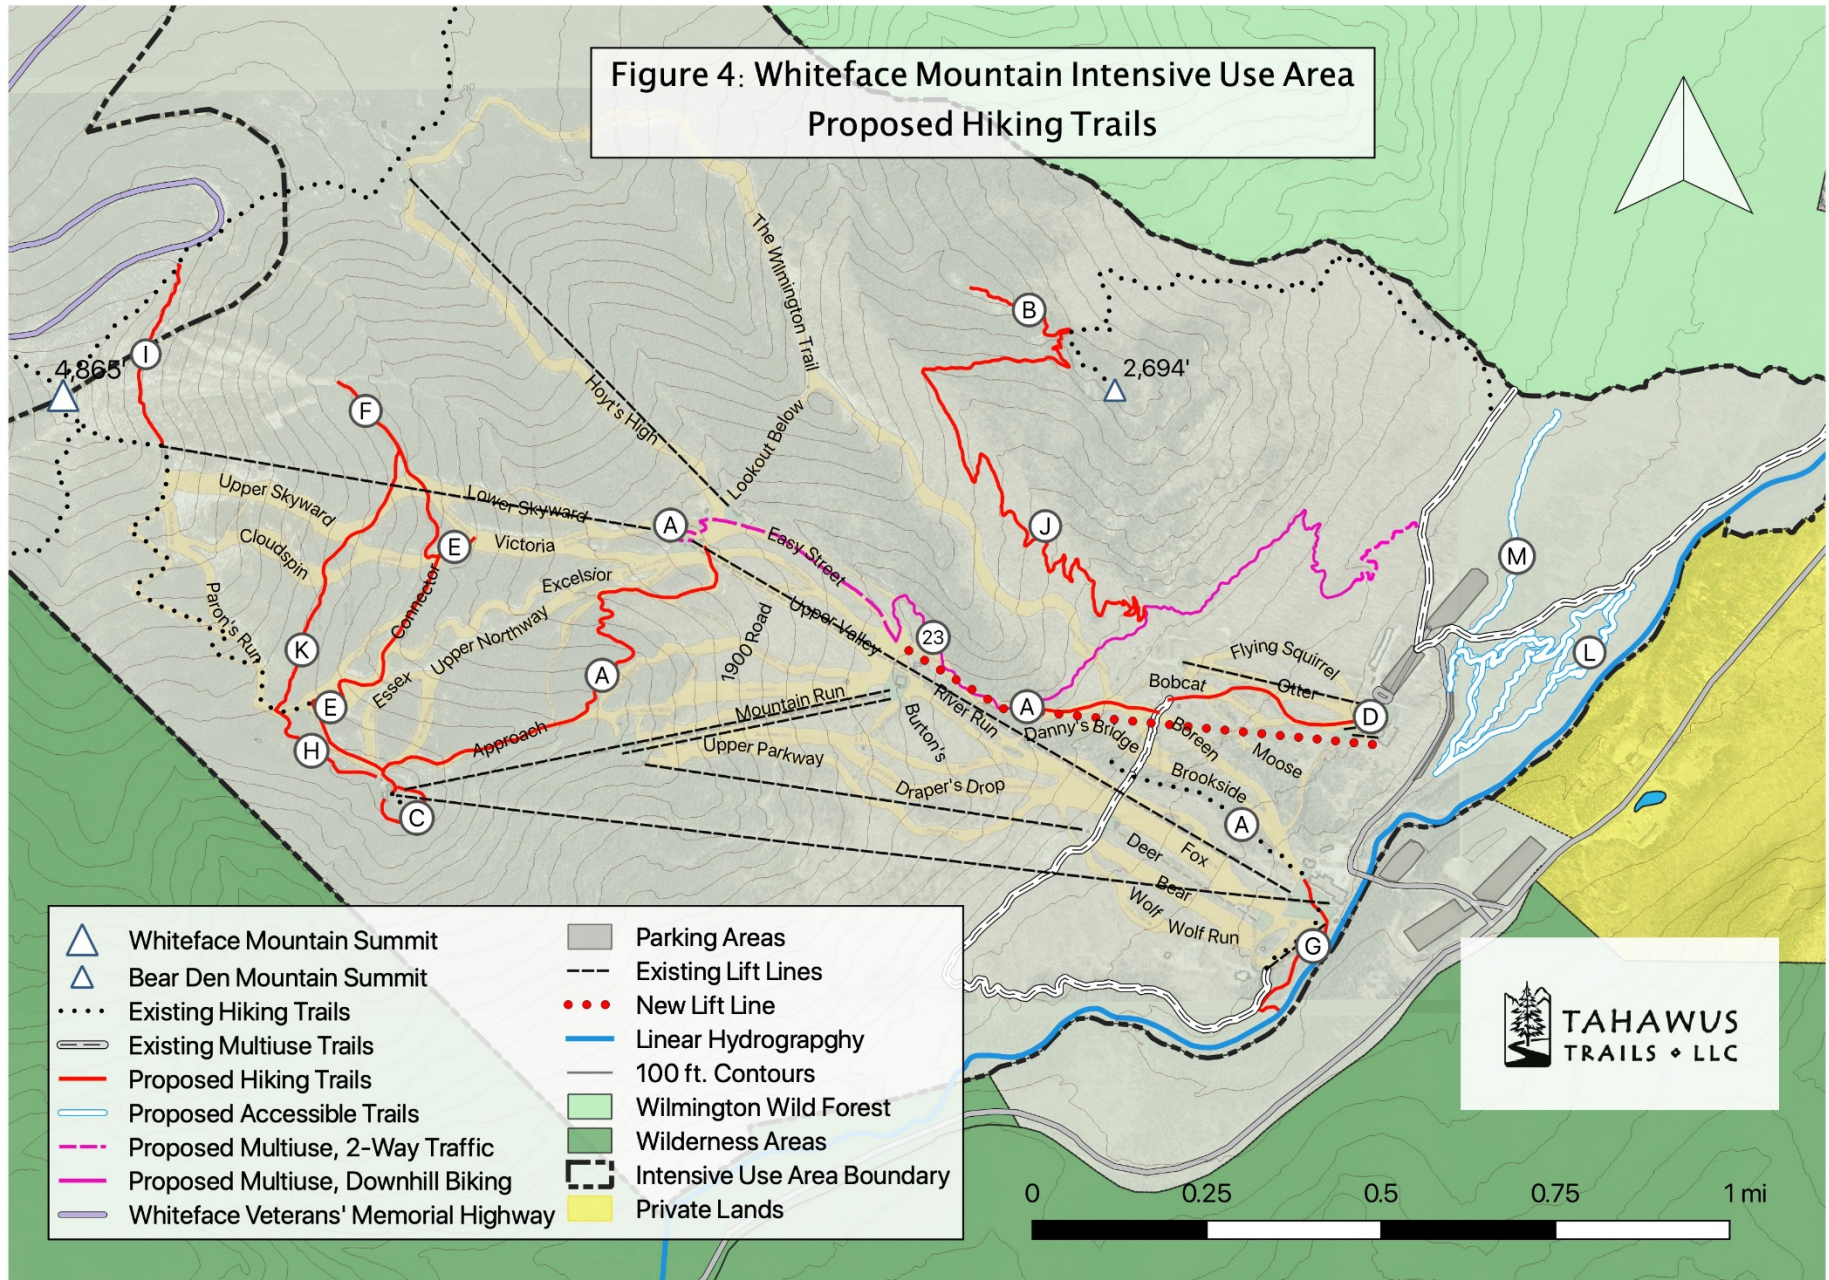 Figure 4: Whiteface Mountain Intensive Use Area
Proposed Hiking Trails
The Wilmington Trail
B
I
4,865'
2,694'
F
Hoyt's High
Lookout Below
Upper Skyward
Lower Skyward
A
J
Cloudspin
E
Victoria
Easy Street
M
Excelsior
Paron's Run
Connector
Upper Northway
1900 Road
Upper Valley
23
K
A
Flying Squirrel
L
Essex
Otter
Bobcat
E
Mountain Run
River Run
A
D
H
Approach
Upper Parkway
Burton's
Danny's Bridge
Boreen
Moose
Brookside
Draper's Drop
C
A
Deer
Fox
Bear
Wolf
Wolf Run
G
Whiteface Mountain Summit
Bear Den Mountain Summit
Existing Hiking Trails
Existing Multiuse Trails
Proposed Hiking Trails
Proposed Accessible Trails
Proposed Multiuse, 2-Way Traffic
Proposed Multiuse, Downhill Biking
Whiteface Veterans' Memorial Highway
Parking Areas
Existing Lift Lines
New Lift Line
Linear Hydrograpghy
100 ft. Contours
Wilmington Wild Forest
Wilderness Areas
Intensive Use Area Boundary
Private Lands
TAHAWUS
TRAILS LLC
0 0.25 0.5 0.75 1 mi